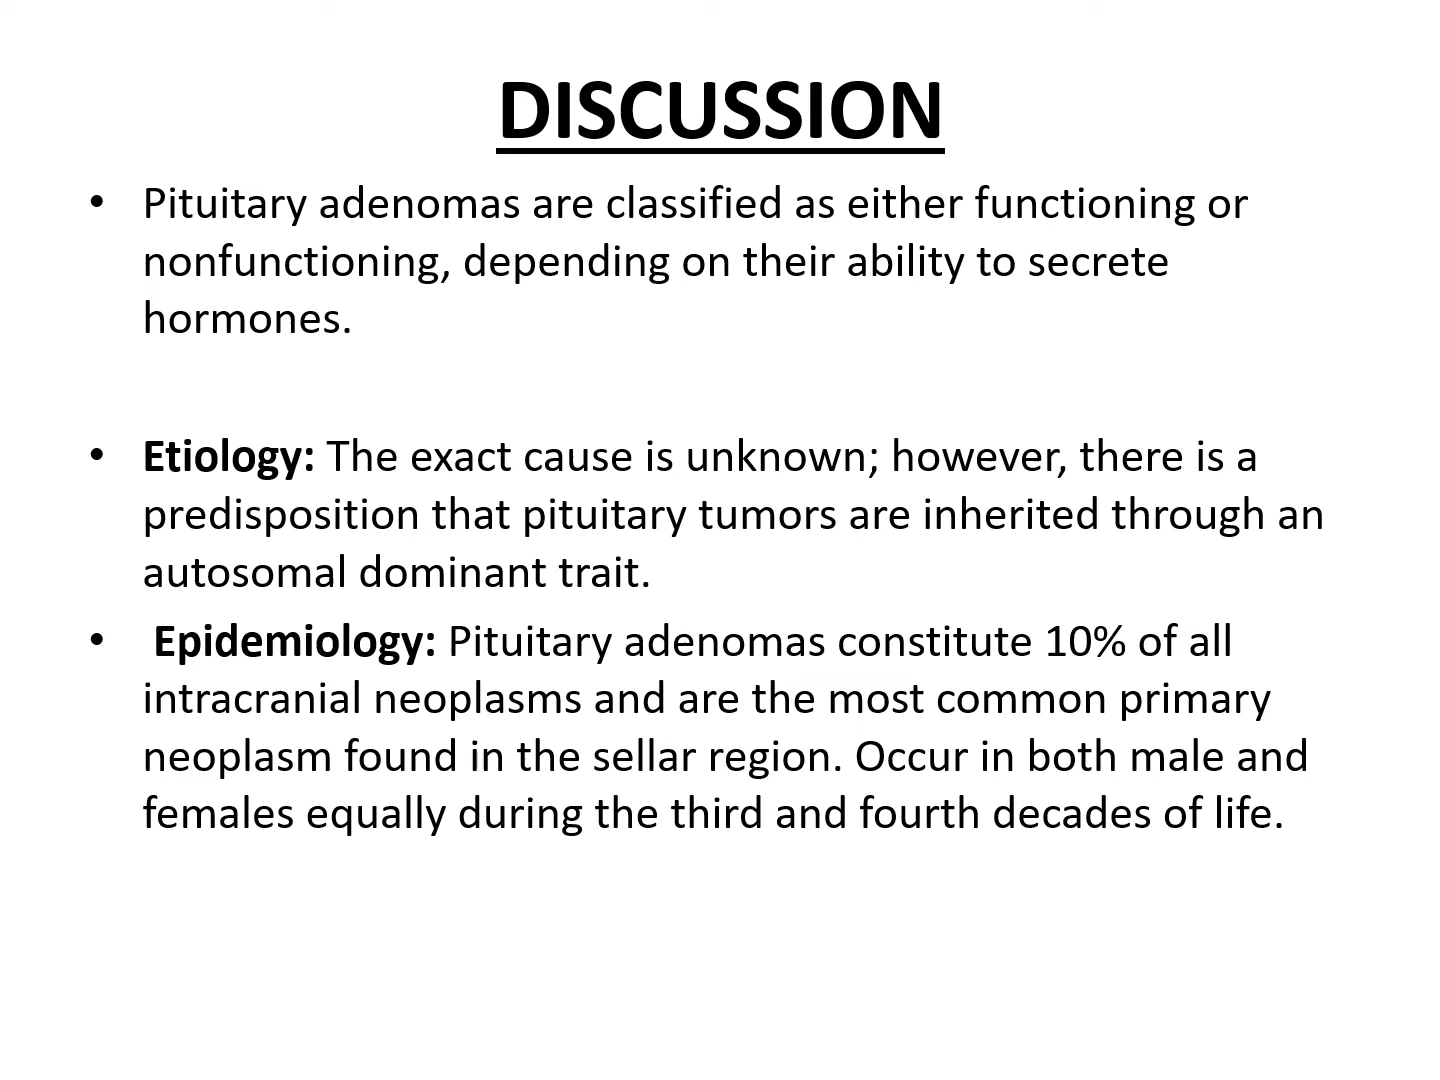 DISCUSSION
• Pituitary adenomas are classified as either functioning or
nonfunctioning, depending on their ability to secrete
hormones.
• Etiology: The exact cause is unknown; however, there is a
predisposition that pituitary tumors are inherited through an
autosomal dominant trait.
• Epidemiology: Pituitary adenomas constitute 10% of all
intracranial neoplasms and are the most common primary
neoplasm found in the sellar region. Occur in both male and
females equally during the third and fourth decades of life.